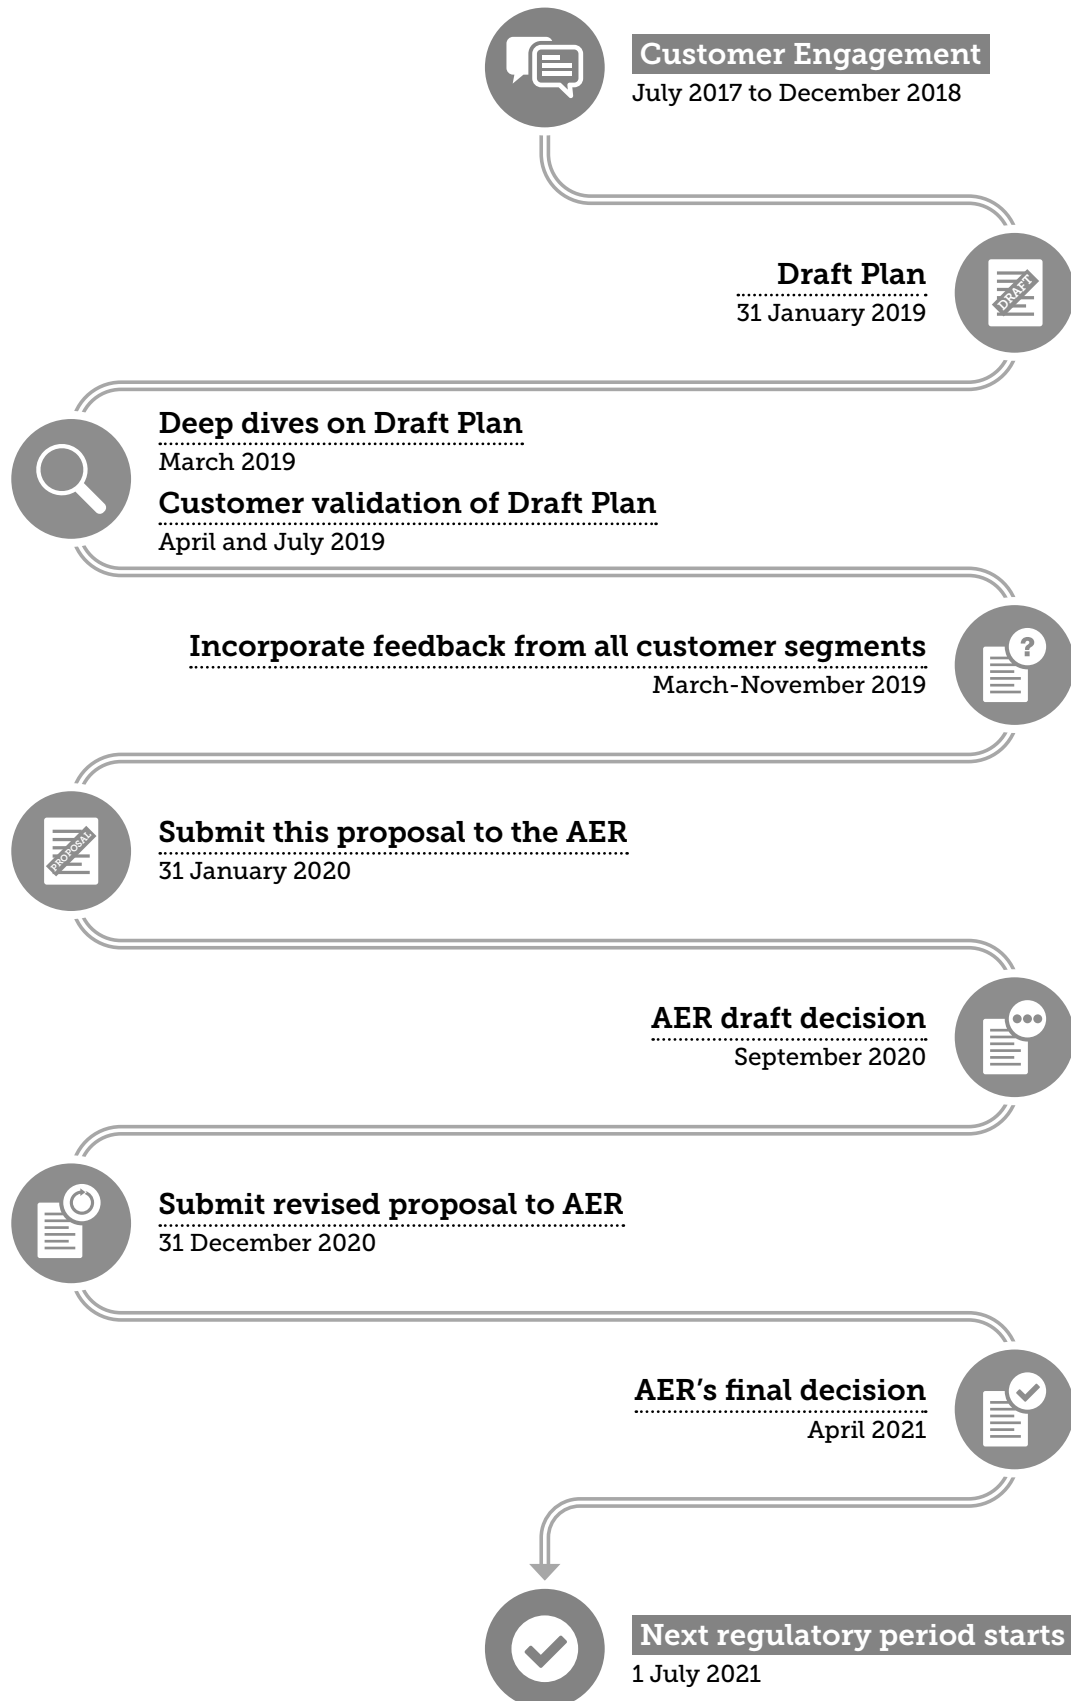 Customer Engagement
July 2017 to December 2018
Draft Plan
31 January 2019
DRAFT
Deep dives on Draft Plan
March 2019
Customer validation of Draft Plan
April and July 2019
Incorporate feedback from all customer segments
March-November 2019
?
PROPOSAL
Submit this proposal to the AER
31 January 2020
AER draft decision
September 2020
Submit revised proposal to AER
31 December 2020
AER's final decision
April 2021
Next regulatory period starts
1 July 2021